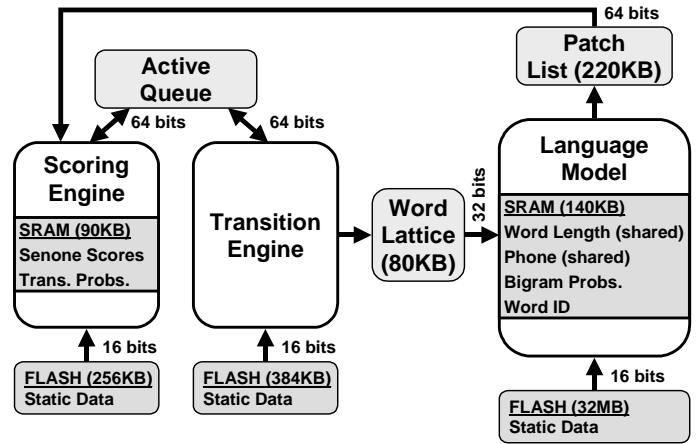 64 bits
Patch
List (220KB)
Active
Queue
64 bits
64 bits
Scoring
Engine
SRAM (90KB)
Senone Scores
Trans. Probs.
Transition
Engine
Word
Lattice
(80KB)
32 bits
Language
Model
SRAM (140KB)
Word Length (shared)
Phone (shared)
Bigram Probs.
Word ID
16 bits
FLASH (256KB)
Static Data
16 bits
FLASH (384KB)
Static Data
16 bits
FLASH (32MB)
Static Data